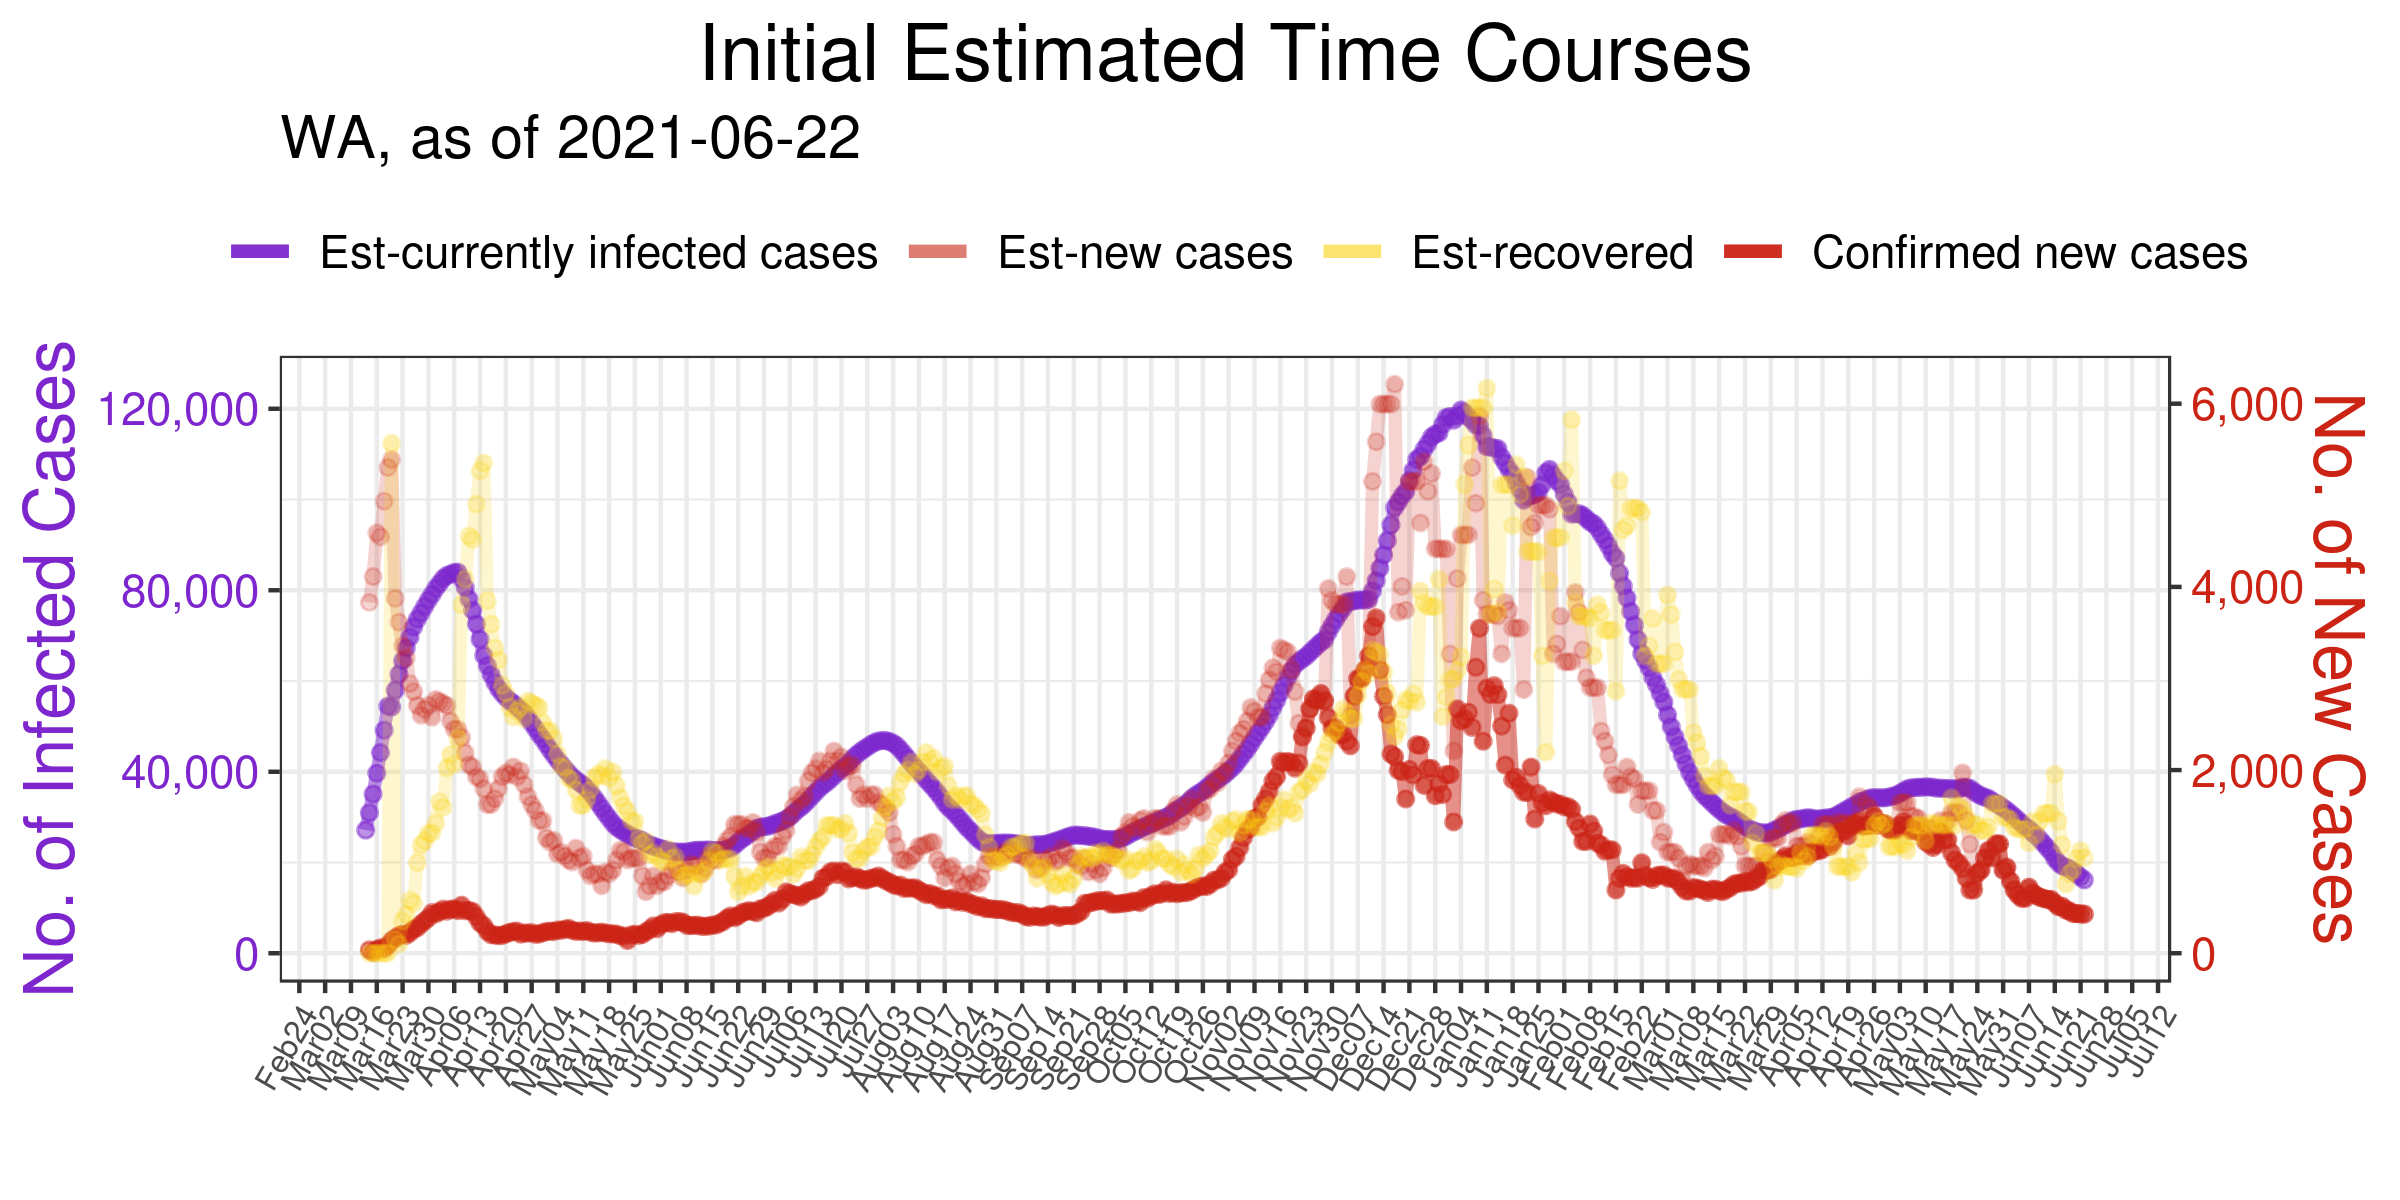 Initial Estimated Time Courses
WA, as of 2021-06-22
Est-currently infected cases Est-new cases Est-recovered Confirmed new cases
No. of Infected Cases
120,000
80,000
40,000
0
6,000
4,000
2,000
0
No. of New Cases
Feb24 Mar02 Mar09 Mar16 Mar23 Mar30 Apr06 Apr13 Apr20 Apr27 May04 May11 May18 May25 Jun01 Jun08 Jun15 Jun22 Jun29 Jul06 Jul13 Jul20 Jul27 Aug03 Aug10 Aug17 Aug24 Aug31 Sep07 Sep14 Sep21 Sep28 Oct05 Oct12 Oct19 Oct26 Nov02 Nov09 Nov16 Nov23 Nov30 Dec07 Dec14 Dec21 Dec28 Jan04 Jan11 Jan18 Jan25 Feb01 Feb08 Feb15 Feb22 Mar01 Mar08 Mar15 Mar22 Mar29 Apr05 Apr12 Apr19 Apr26 May03 May10 May17 May24 May31 Jun07 Jun14 Jun21 Jun28 Jul05 Jul12